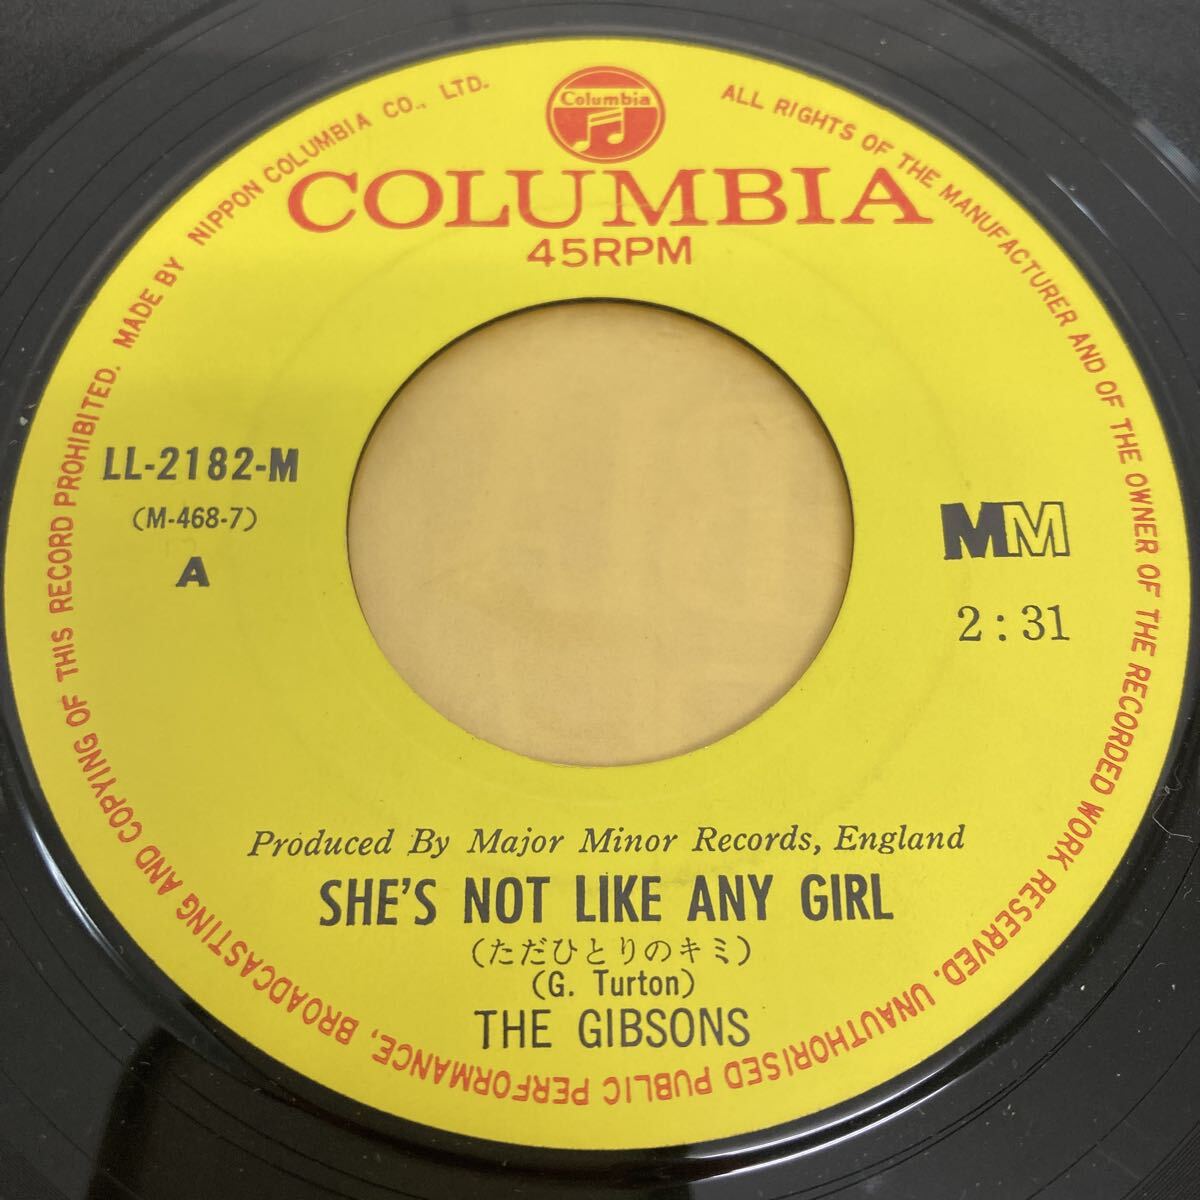 Columbia
COLUMBIA
45RPM
LL-2182-M
(M-468-7)
A
MM
2:31
Produced By Major Minor Records, England
SHE'S NOT LIKE ANY GIRL
(ただひとりのキミ)
(G. Turton)
THE GIBSONS
ALL RIGHTS OF THE MANUFACTURER AND OF THE OWNER OF THE RECORDED WORK RESERVED. UNAUTHORISED PUBLIC PERFORMANCE, BROADCASTING AND COPYING OF THIS RECORD PROHIBITED. MADE BY NIPPON COLUMBIA CO., LTD.